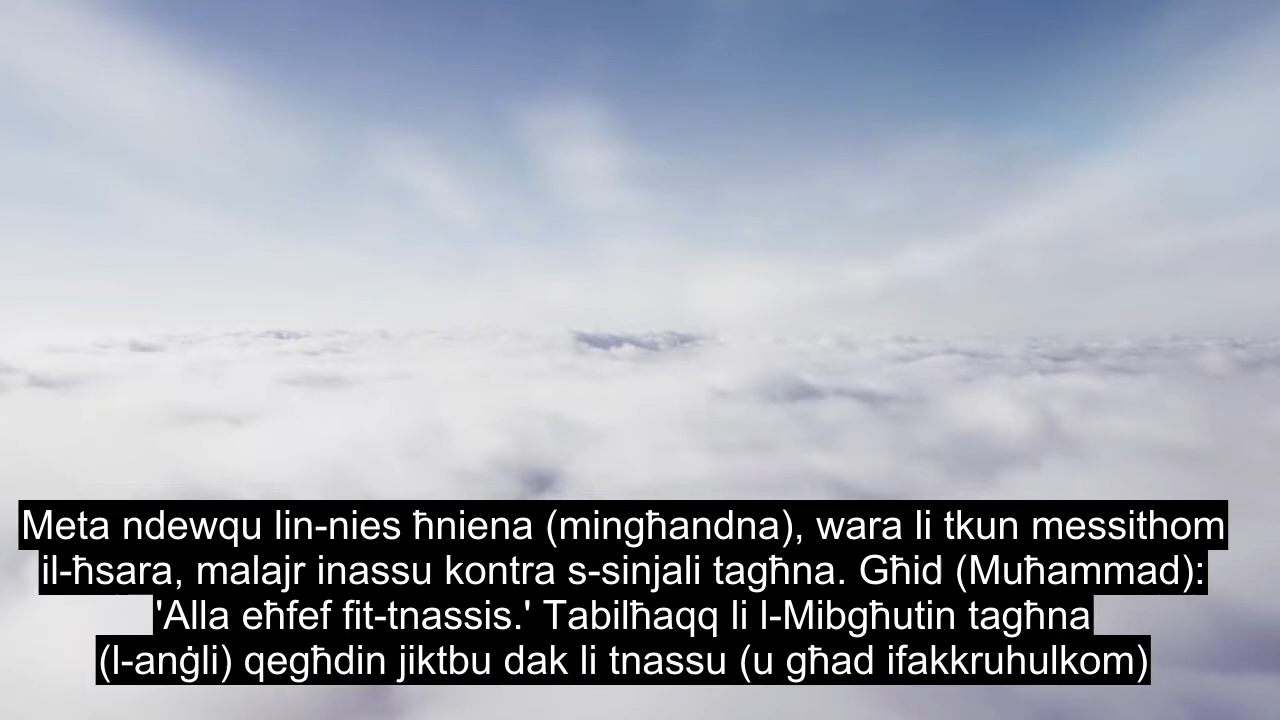 Meta ndewqu lin-nies ħniena (mingħandna), wara li tkun messithom
il-ħsara, malajr inassu kontra s-sinjali tagħna. Għid (Muħammad):
'Alla eħfef fit-tnassis.' Tabilħaqq li l-Mibgħutin tagħna
(l-anġli) qegħdin jiktbu dak li tnassu (u għad ifakkruhulkom)